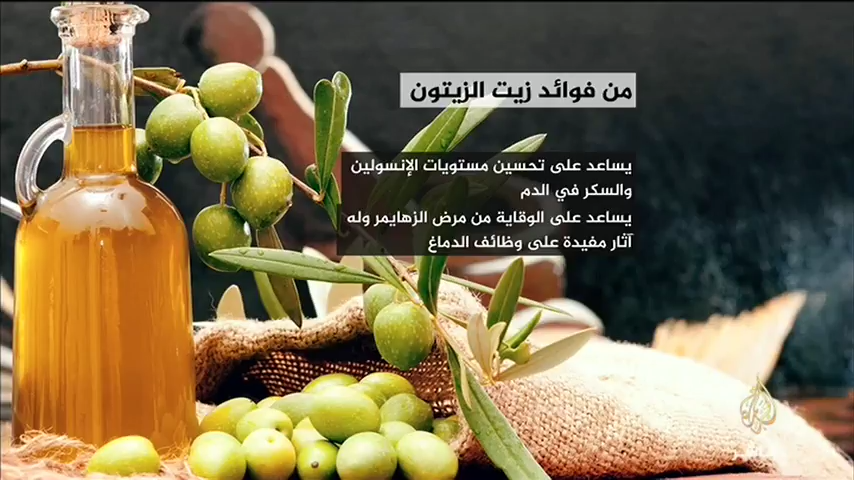 من فوائد زيت الزيتون
يساعد على تحسين مستويات الإنسولين
والسكر في الدم
يساعد على الوقاية من مرض الزهايمر وله
آثار مفيدة على وظائف الدماغ